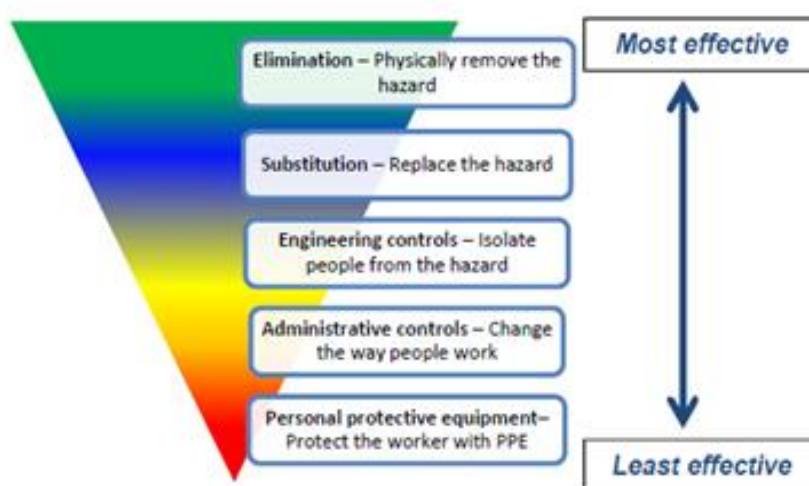 Elimination – Physically remove the
hazard
Most effective
Substitution – Replace the hazard
Engineering controls – Isolate
people from the hazard
Administrative controls – Change
the way people work
Personal protective equipment–
Protect the worker with PPE
Least effective